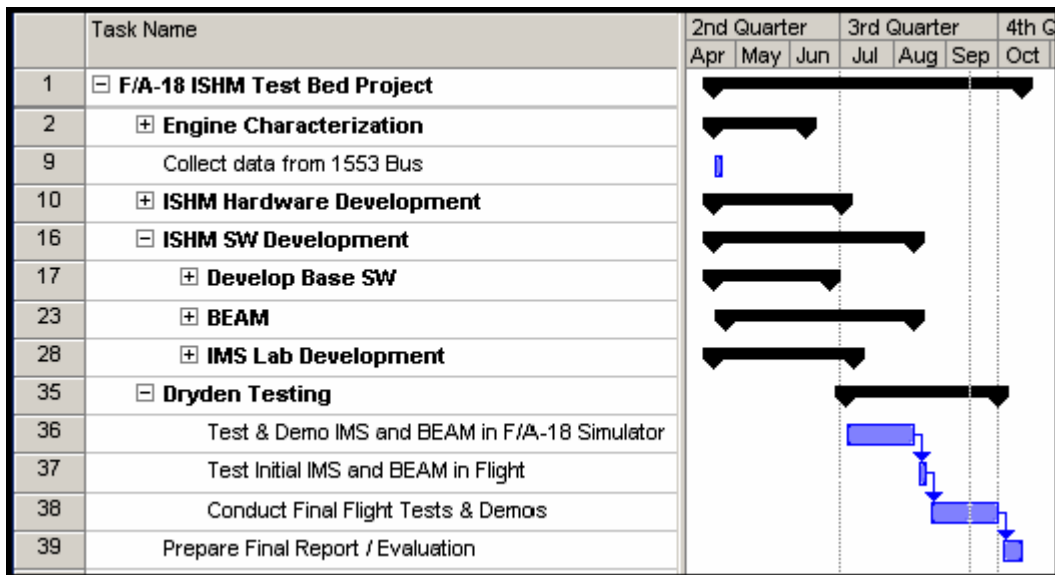 Task Name
2nd Quarter 3rd Quarter 4th Q
Apr May Jun Jul Aug Sep Oct
1 F/A-18 ISHM Test Bed Project
2 Engine Characterization
9 Collect data from 1553 Bus
10 ISHM Hardware Development
16 ISHM SW Development
17 Develop Base SW
23 BEAM
28 IMS Lab Development
35 Dryden Testing
36 Test & Demo IMS and BEAM in F/A-18 Simulator
37 Test Initial IMS and BEAM in Flight
38 Conduct Final Flight Tests & Demos
39 Prepare Final Report / Evaluation